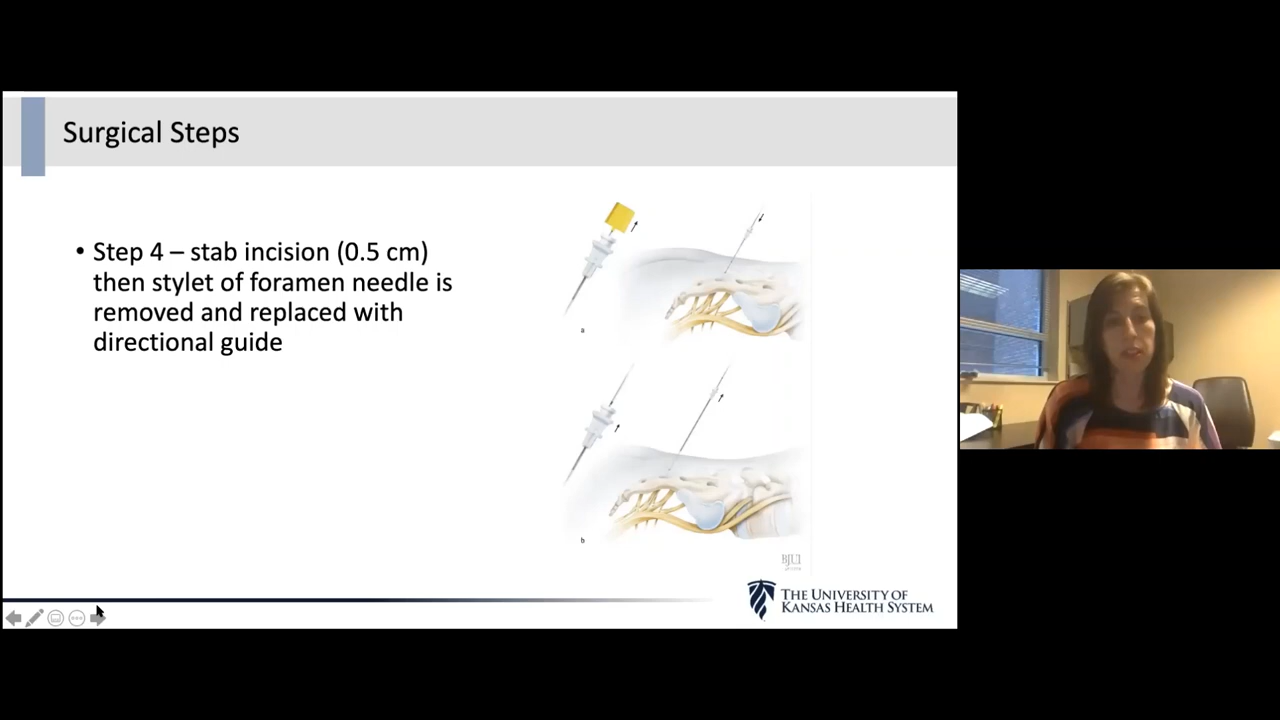 Surgical Steps
• Step 4 – stab incision (0.5 cm)
then stylet of foramen needle is
removed and replaced with
directional guide
a
b
BJUI
THE UNIVERSITY OF
KANSAS HEALTH SYSTEM